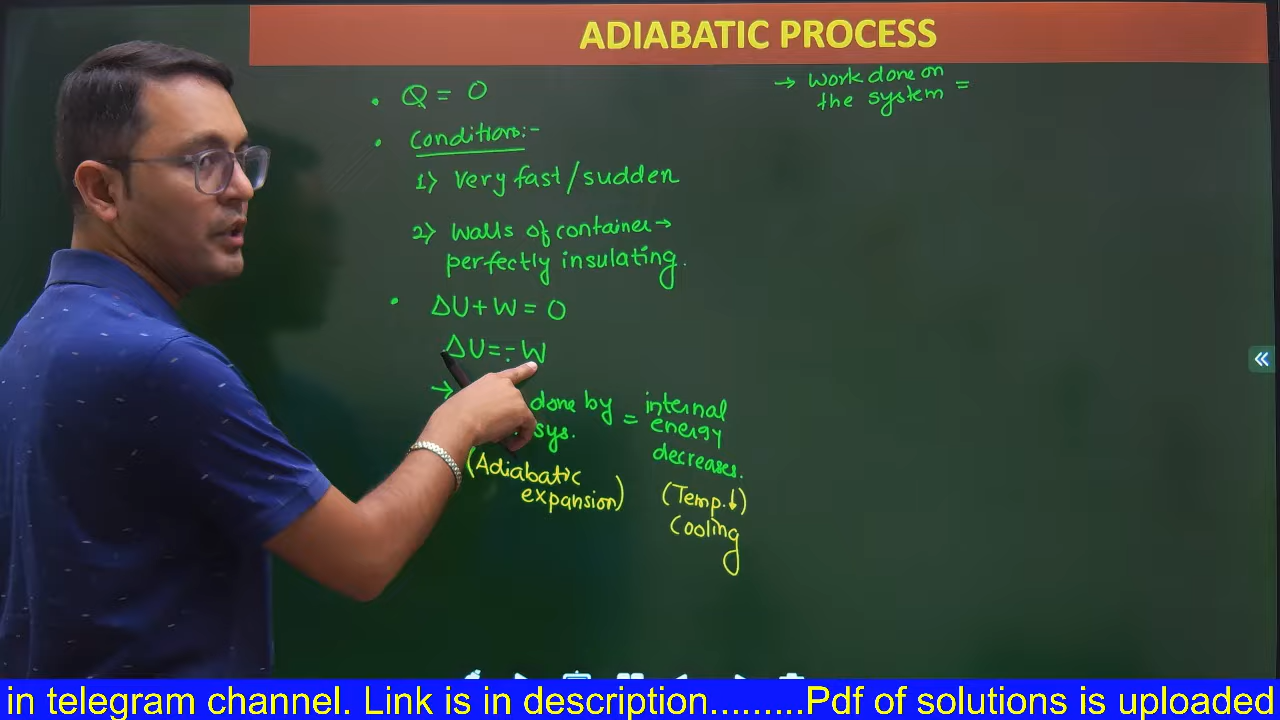 ADIABATIC PROCESS
• Q = 0
• Conditions:-
1) Very fast/sudden
2) Walls of container →
perfectly insulating.
• ΔU + W = 0
ΔU = - W
→ done by = internal energy decreases.
sys.
(Adiabatic expansion)
(Temp.↓)
Cooling
→ Work done on
the system =
in telegram channel. Link is in description.........Pdf of solutions is uploaded